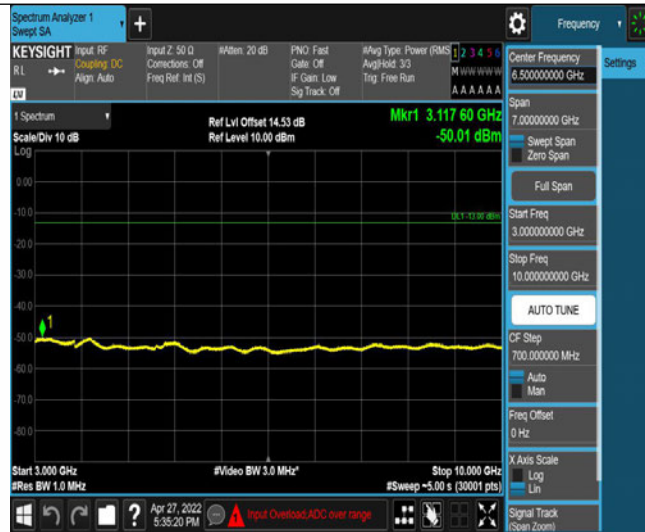 Spectrum Analyzer 1
Swept SA
+
Frequency
KEYSIGHT
RL
Input: RF
Coupling: DC
Align: Auto
Input Z: 50 Ω
Corrections: Off
Freq Ref: Int (S)
#Atten: 20 dB
PNO: Fast
Gate: Off
IF Gain: Low
Sig Track: Off
#Avg Type: Power (RMS
Avg|Hold: 3/3
Trig: Free Run
1 2 3 4 5 6
M W W W W W
A A A A A A
LXI
1 Spectrum
Scale/Div 10 dB
Log
Ref Lvl Offset 14.53 dB
Ref Level 10.00 dBm
Mkr1 3.117 60 GHz
-50.01 dBm
0.00
-10.0
DL1 -13.00 dBm
-20.0
-30.0
-40.0
1
-50.0
-60.0
-70.0
-80.0
Start 3.000 GHz
#Res BW 1.0 MHz
#Video BW 3.0 MHz*
Stop 10.000 GHz
#Sweep ~5.00 s (30001 pts)
?
Apr 27, 2022
5:35:20 PM
Input Overload;ADC over range
Center Frequency
6.500000000 GHz
Settings
Span
7.00000000 GHz
Swept Span
Zero Span
Full Span
Start Freq
3.000000000 GHz
Stop Freq
10.000000000 GHz
AUTO TUNE
CF Step
700.000000 MHz
Auto
Man
Freq Offset
0 Hz
X Axis Scale
Log
Lin
Signal Track
(Span Zoom)